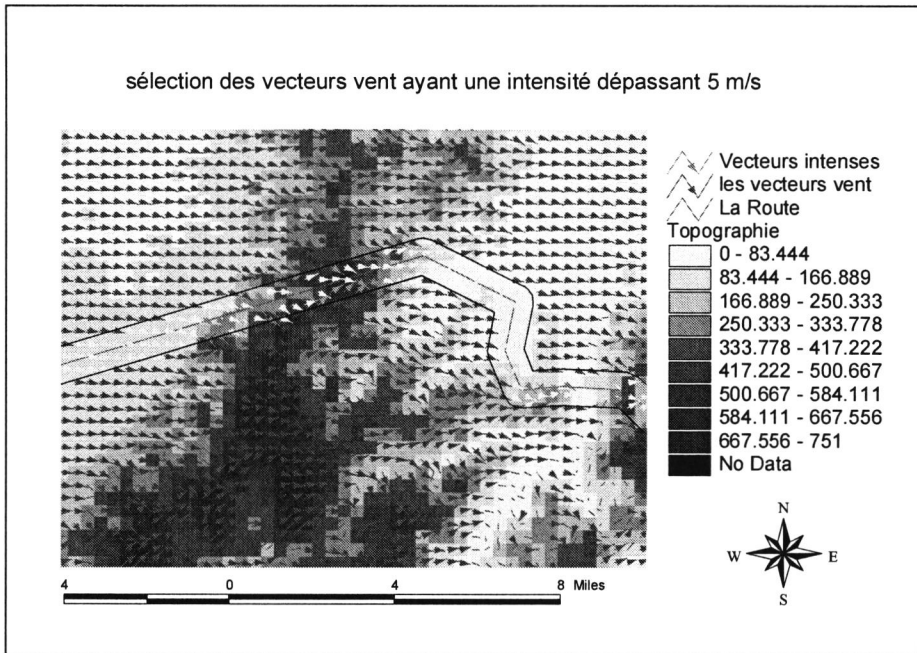 sélection des vecteurs vent ayant une intensité dépassant 5 m/s
Vecteurs intenses
les vecteurs vent
La Route
Topographie
0 - 83.444
83.444 - 166.889
166.889 - 250.333
250.333 - 333.778
333.778 - 417.222
417.222 - 500.667
500.667 - 584.111
584.111 - 667.556
667.556 - 751
No Data
N
W E
S
4 0 4 8 Miles